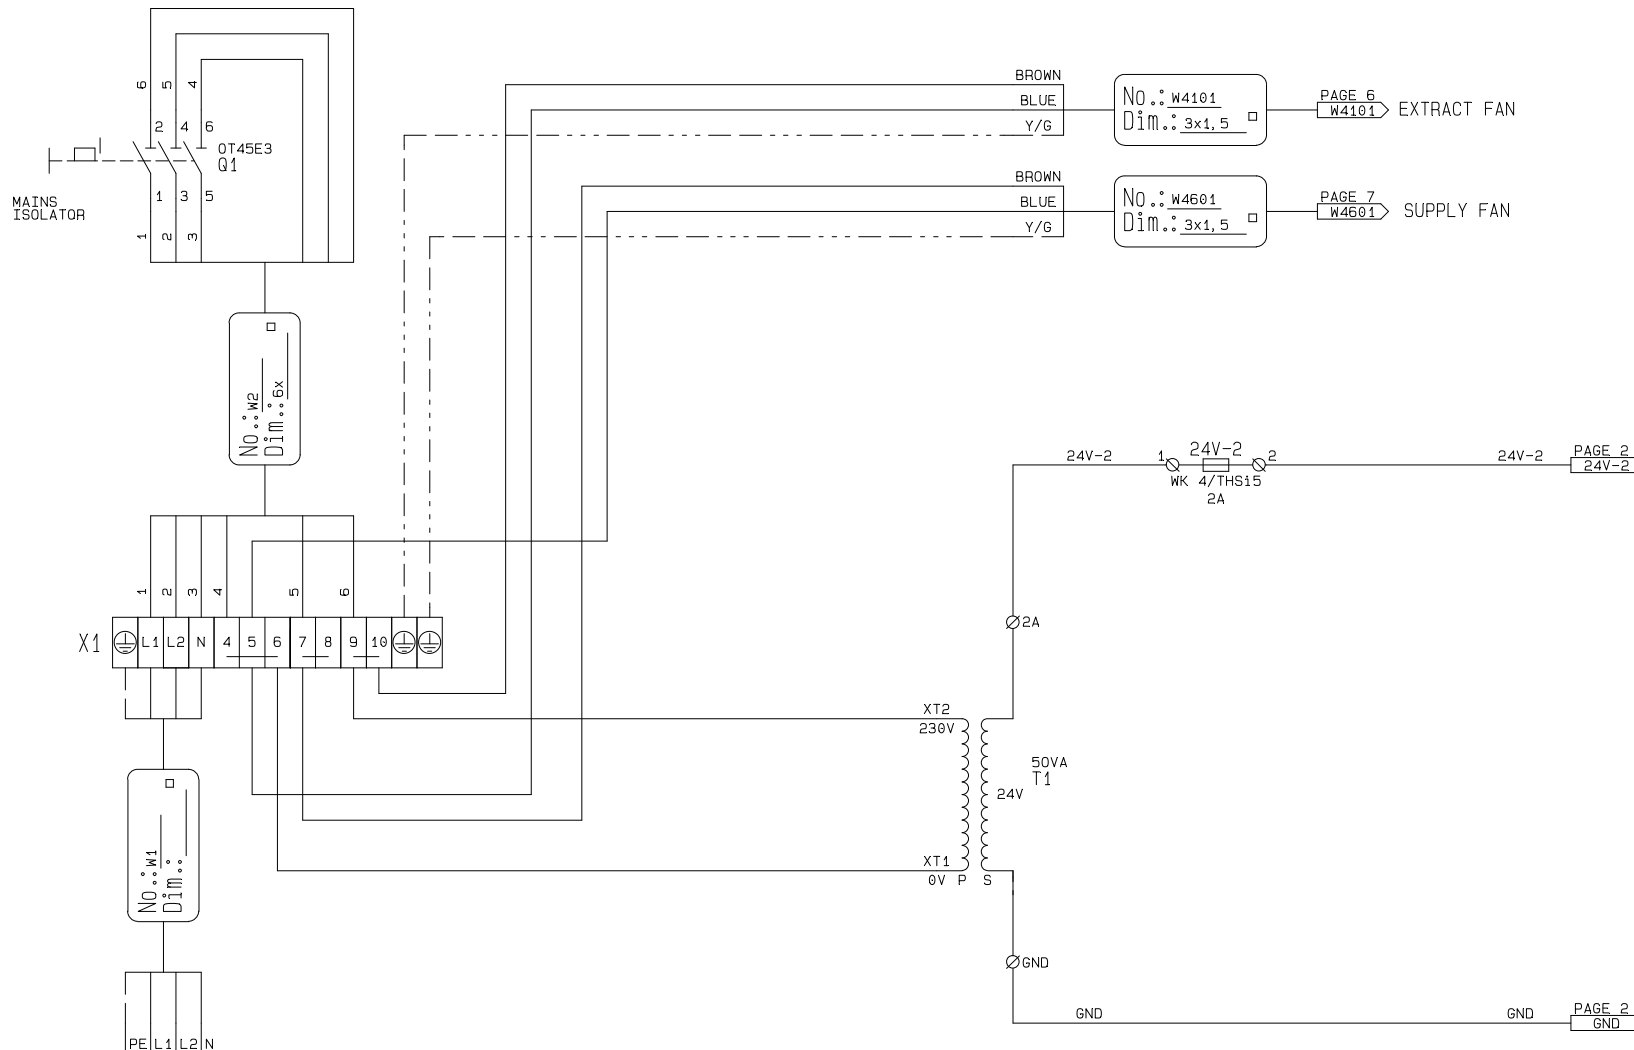 6 5 4
2 4 6
OT45E3
Q1
MAINS
ISOLATOR
1 3 5
1 2 3
BROWN
BLUE
Y/G
No.: W4101
Dim.: 3x1,5
PAGE 6
W4101
EXTRACT FAN
BROWN
BLUE
Y/G
No.: W4601
Dim.: 3x1,5
PAGE 7
W4601
SUPPLY FAN
No.: W2
Dim.: 6x
24V-2
1 24V-2 2
WK 4/THSi5
2A
24V-2
PAGE 2
24V-2
1 2 3 4 5 6
X1 L1 L2 N 4 5 6 7 8 9 10
2A
XT2
230V
50VA
T1
24V
XT1
0V P S
No.: W1
Dim.:
GND
GND
GND
PAGE 2
GND
PE L1 L2 N